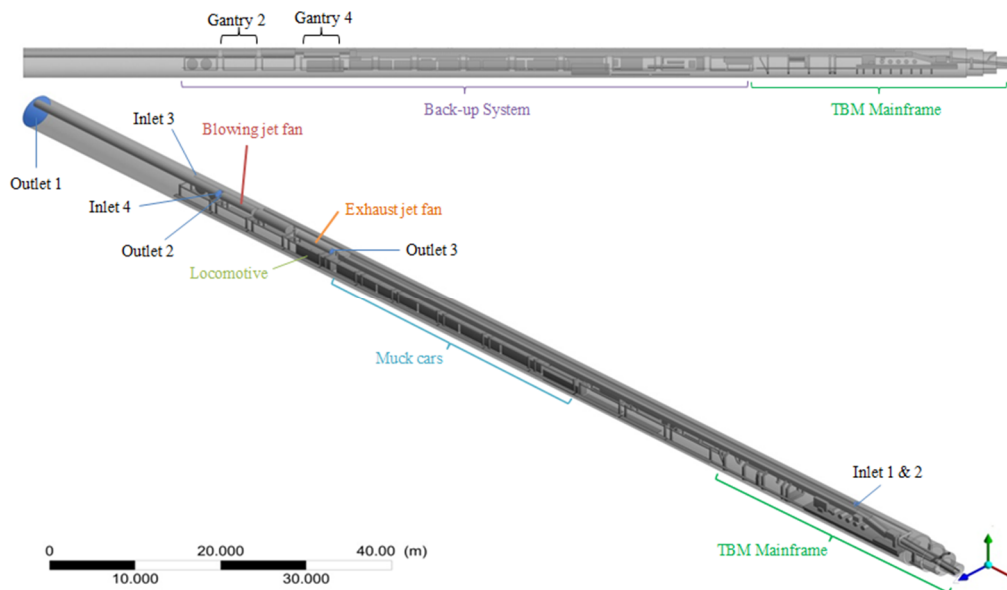 Gantry 2
Gantry 4
Back-up System
TBM Mainframe
Inlet 3
Blowing jet fan
Outlet 1
Inlet 4
Exhaust jet fan
Outlet 2
Outlet 3
Locomotive
Muck cars
Inlet 1 & 2
TBM Mainframe
0 20.000 40.00 (m)
10.000 30.000